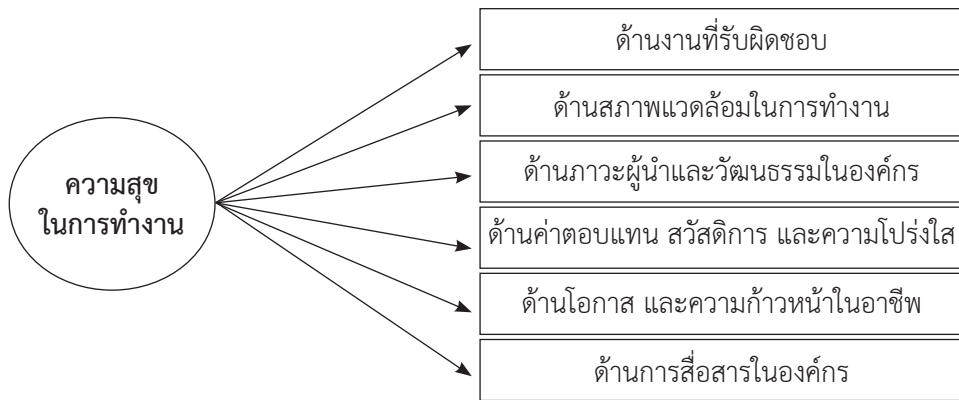 ความสุข
ในการทำงาน
ด้านงานที่รับผิดชอบ
ด้านสภาพแวดล้อมในการทำงาน
ด้านภาวะผู้นำและวัฒนธรรมในองค์กร
ด้านค่าตอบแทน สวัสดิการ และความโปร่งใส
ด้านโอกาส และความก้าวหน้าในอาชีพ
ด้านการสื่อสารในองค์กร